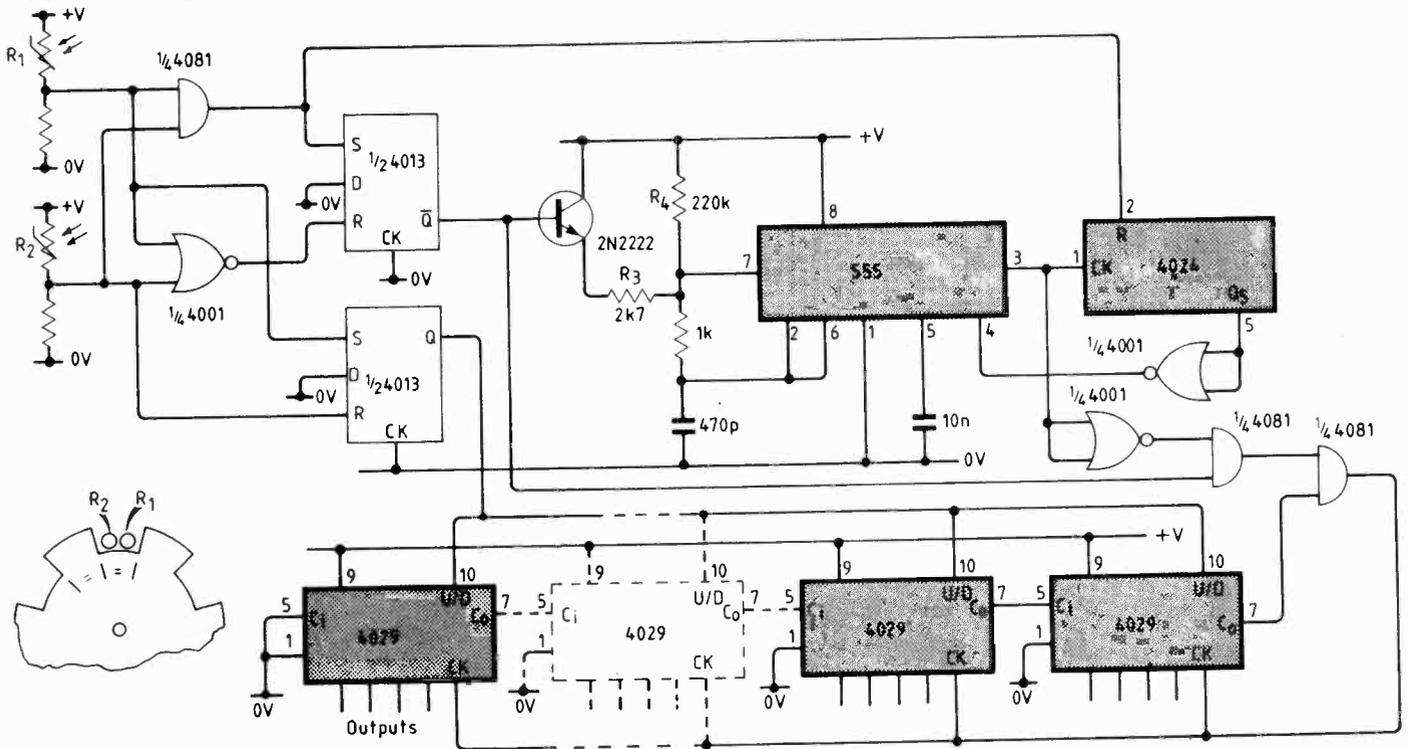 +V
R1
0V
+V
R2
0V
1/4 4081
1/4 4001
S
1/2 4013
D
0V
R
Q̅
CK
0V
S
Q
D
1/2 4013
0V
R
CK
2N2222
R3
2k7
R4
220k
1k
470p
+V
8
7
555
3
2
6
1
5
4
10n
0V
2
R
1
CK
4024
Q5
5
1/4 4001
1/4 4001
1/4 4081
1/4 4081
R2
R1
+V
9
10
U/D
5
Ci
Co
7
4029
1
CK
0V
Outputs
9
10
U/D
5
Ci
Co
7
4029
1
CK
0V
9
10
U/D
5
Ci
Co
7
4029
1
CK
0V
9
10
U/D
5
Ci
Co
7
4029
1
CK
0V